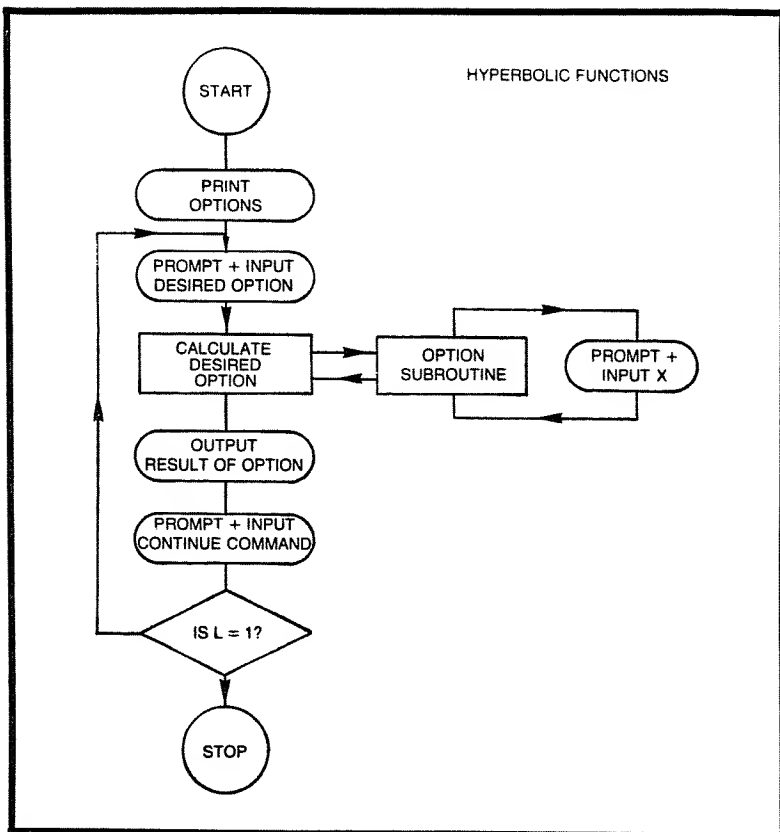 HYPERBOLIC FUNCTIONS
START
PRINT
OPTIONS
PROMPT + INPUT
DESIRED OPTION
CALCULATE
DESIRED
OPTION
OPTION
SUBROUTINE
PROMPT +
INPUT X
OUTPUT
RESULT OF OPTION
PROMPT + INPUT
CONTINUE COMMAND
IS L = 1?
STOP